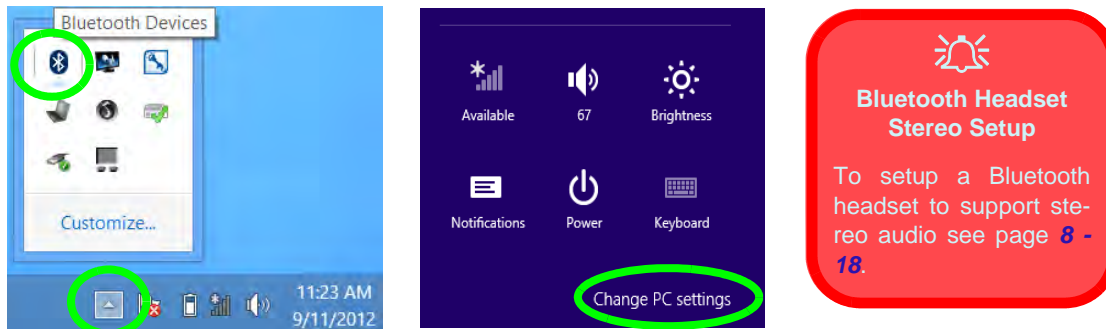 Bluetooth Devices
Customize...
11:23 AM
9/11/2012
Available
67
Brightness
Notifications
Power
Keyboard
Change PC settings
Bluetooth Headset
Stereo Setup
To setup a Bluetooth
headset to support ste-
reo audio see page 8 -
18.